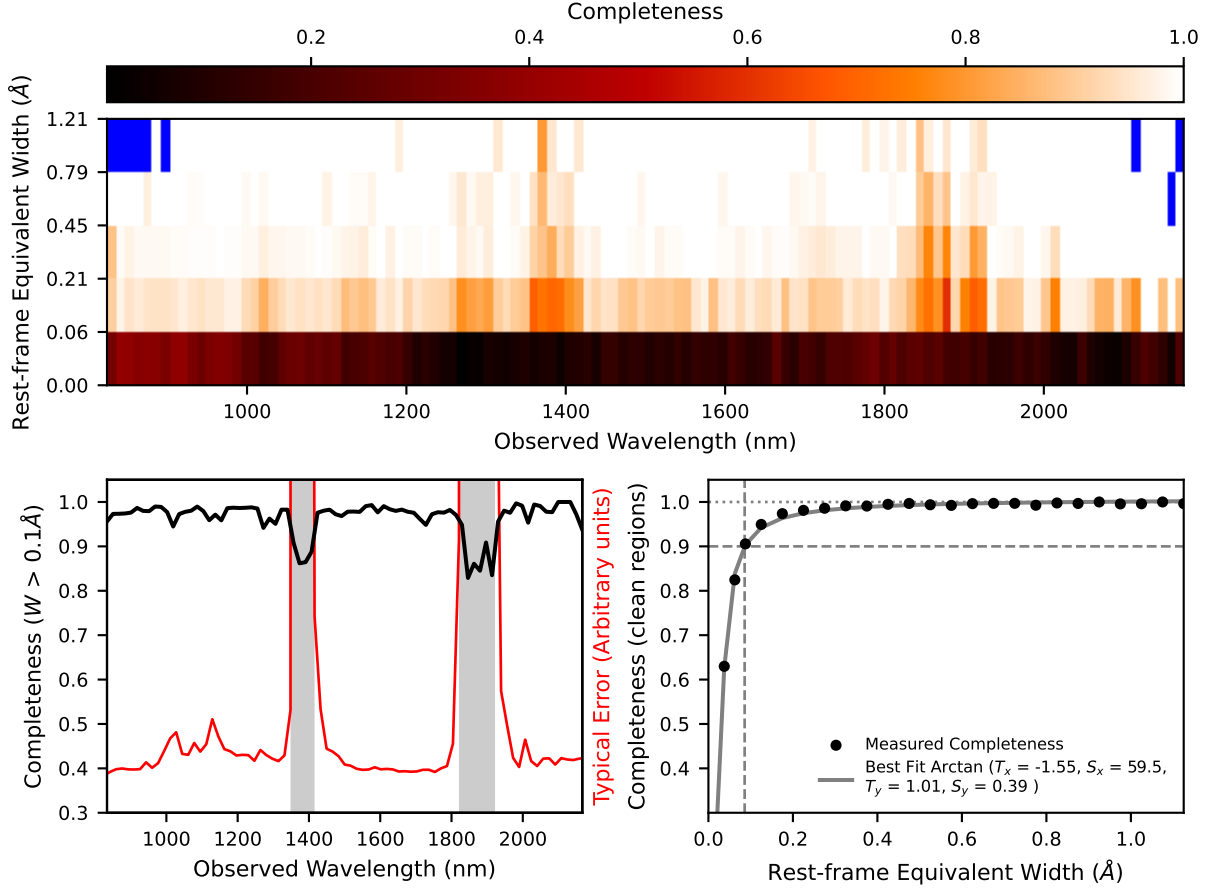 Completeness
0.2 0.4 0.6 0.8 1.0
Rest-frame Equivalent Width (Å)
1.21
0.79
0.45
0.21
0.06
0.00
1000 1200 1400 1600 1800 2000
Observed Wavelength (nm)
Completeness (W > 0.1Å)
1.0
0.9
0.8
0.7
0.6
0.5
0.4
0.3
1000 1200 1400 1600 1800 2000
Observed Wavelength (nm)
Typical Error (Arbitrary units)
Completeness (clean regions)
1.0
0.9
0.8
0.7
0.6
0.5
0.4
Measured Completeness
Best Fit Arctan (Tx = -1.55, Sx = 59.5,
Ty = 1.01, Sy = 0.39 )
0.0 0.2 0.4 0.6 0.8 1.0
Rest-frame Equivalent Width (Å)